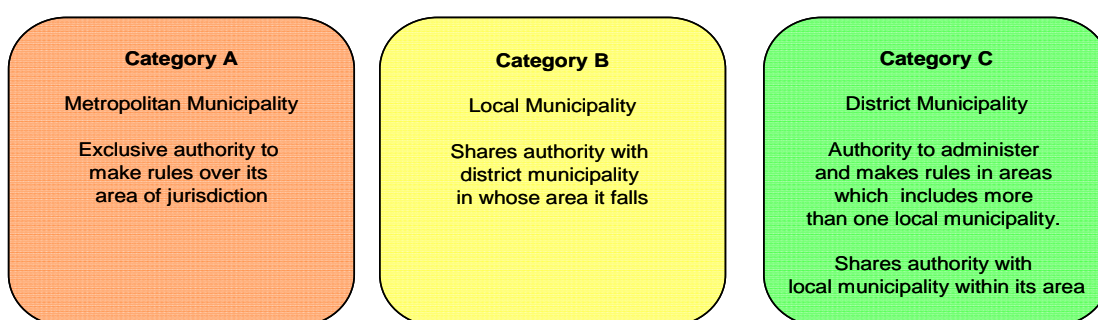 Category A
Metropolitan Municipality
Exclusive authority to
make rules over its
area of jurisdiction
Category B
Local Municipality
Shares authority with
district municipality
in whose area it falls
Category C
District Municipality
Authority to administer
and makes rules in areas
which includes more
than one local municipality.
Shares authority with
local municipality within its area